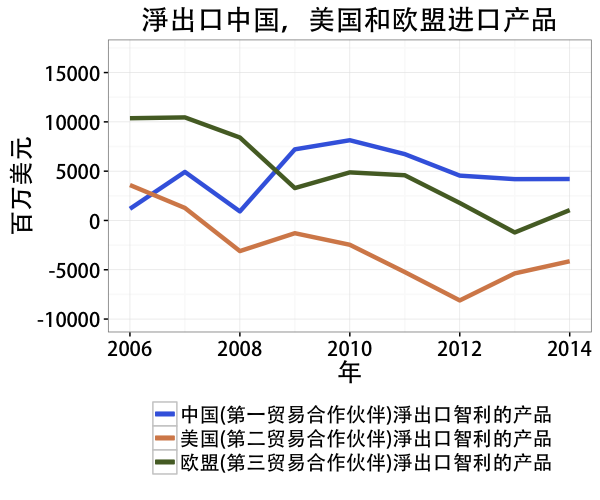 淨出口中国，美国和欧盟进口产品
15000
10000
5000
0
-5000
-10000
百万美元
2006 2008 2010 2012 2014
年
中国(第一贸易合作伙伴)淨出口智利的产品
美国(第二贸易合作伙伴)淨出口智利的产品
欧盟(第三贸易合作伙伴)淨出口智利的产品